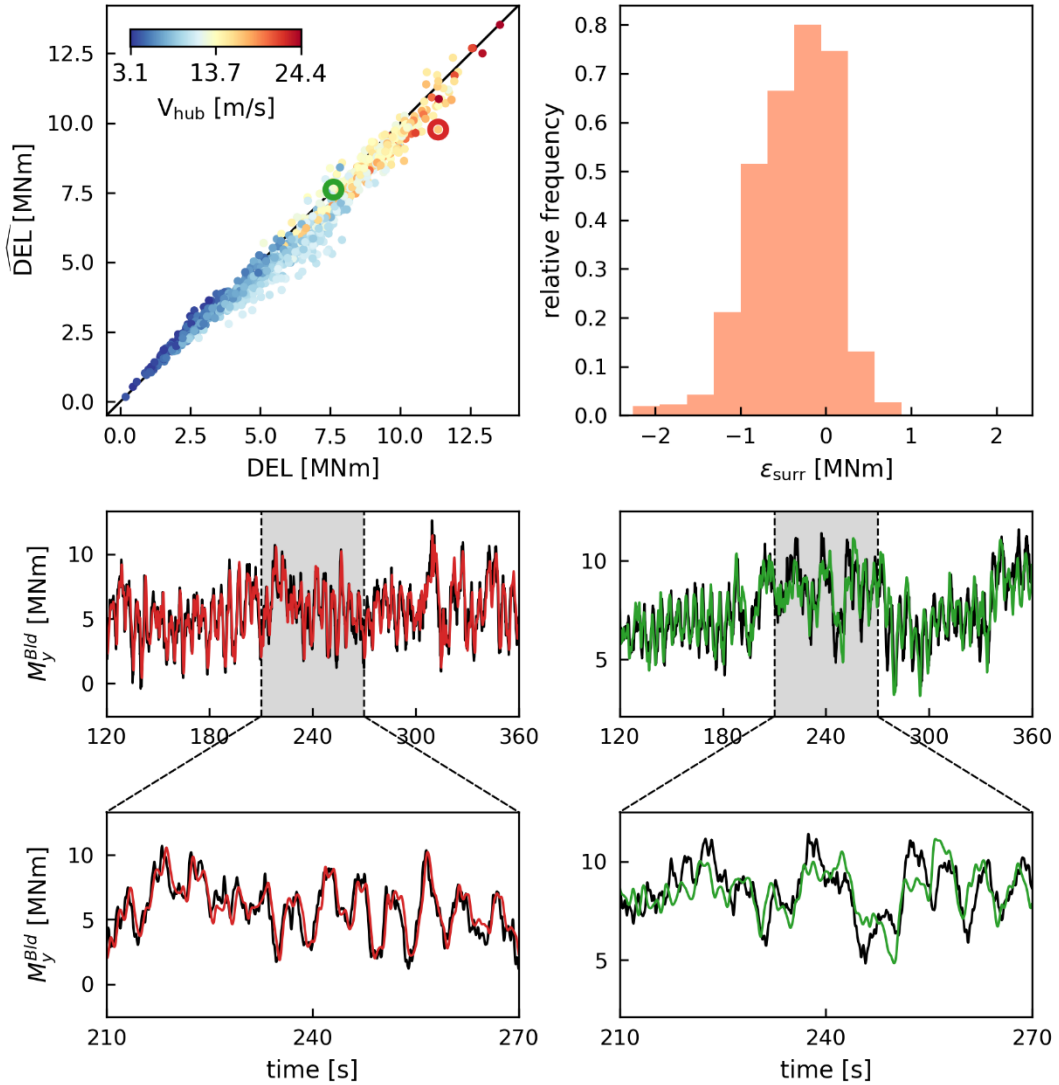 12.5
10.0
7.5
5.0
2.5
0.0
DEL [MNm]
3.1 13.7 24.4
V_hub [m/s]
0.0 2.5 5.0 7.5 10.0 12.5
DEL [MNm]
0.8
0.7
0.6
0.5
0.4
0.3
0.2
0.1
0.0
relative frequency
−2 −1 0 1 2
ε_surr [MNm]
10
5
0
M_y^Bld [MNm]
120 180 240 300 360
10
5
120 180 240 300 360
10
5
0
M_y^Bld [MNm]
210 240 270
time [s]
10
5
210 240 270
time [s]